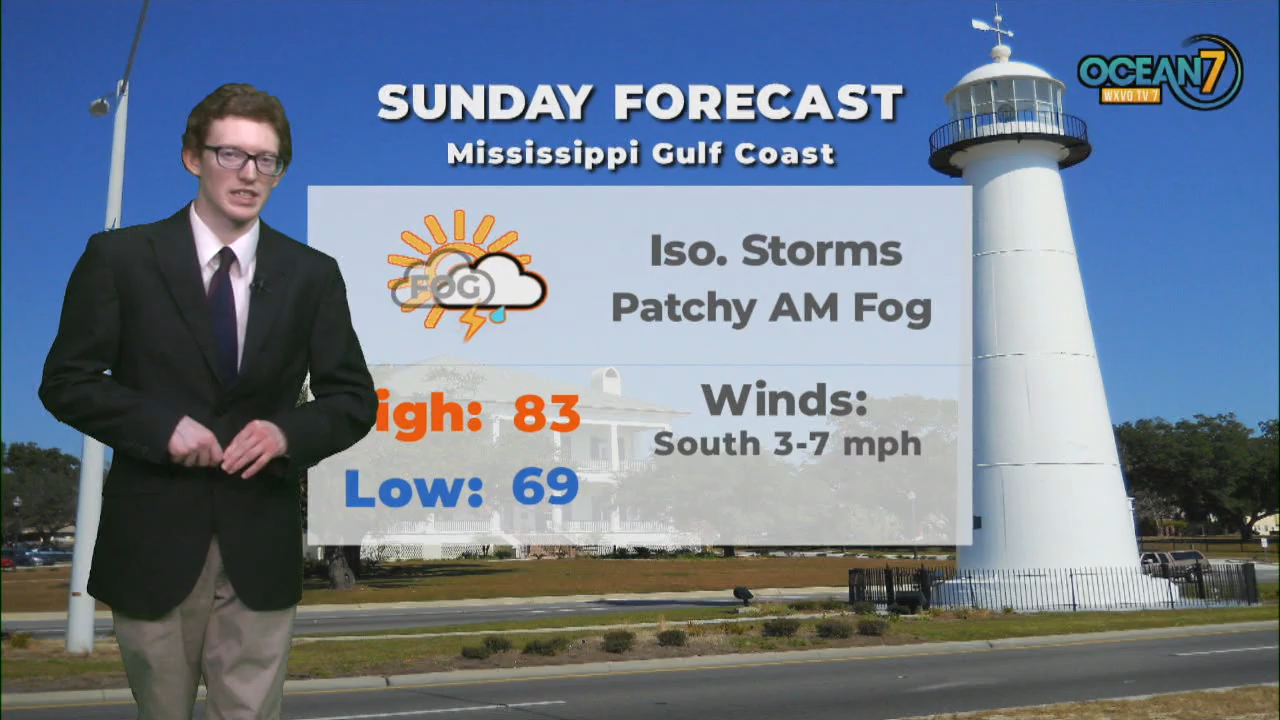 OCEAN7
WXVO TV 7
SUNDAY FORECAST
Mississippi Gulf Coast
FOG
Iso. Storms
Patchy AM Fog
igh: 83
Low: 69
Winds:
South 3-7 mph